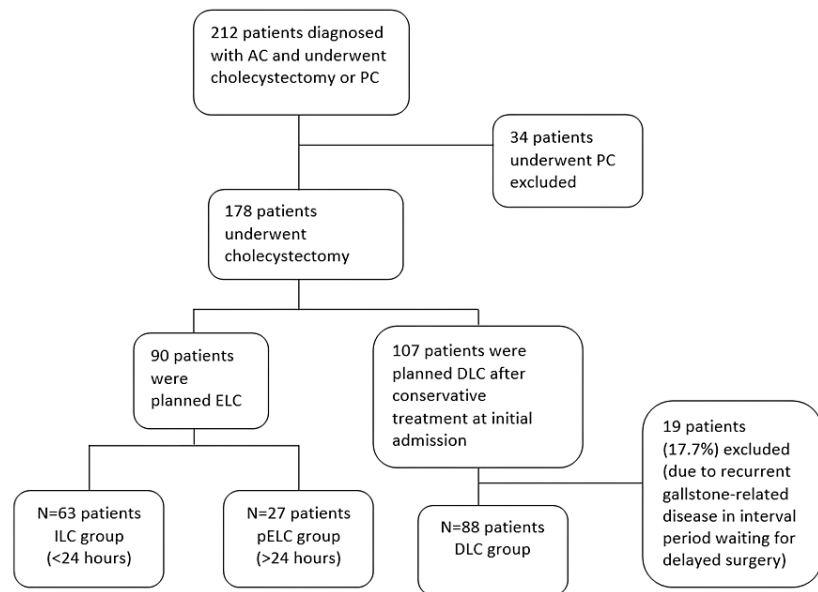 212 patients diagnosed
with AC and underwent
cholecystectomy or PC
34 patients
underwent PC
excluded
178 patients
underwent
cholecystectomy
90 patients
were
planned ELC
107 patients were
planned DLC after
conservative
treatment at initial
admission
19 patients
(17.7%) excluded
(due to recurrent
gallstone-related
disease in interval
period waiting for
delayed surgery)
N=63 patients
ILC group
(<24 hours)
N=27 patients
pELC group
(>24 hours)
N=88 patients
DLC group